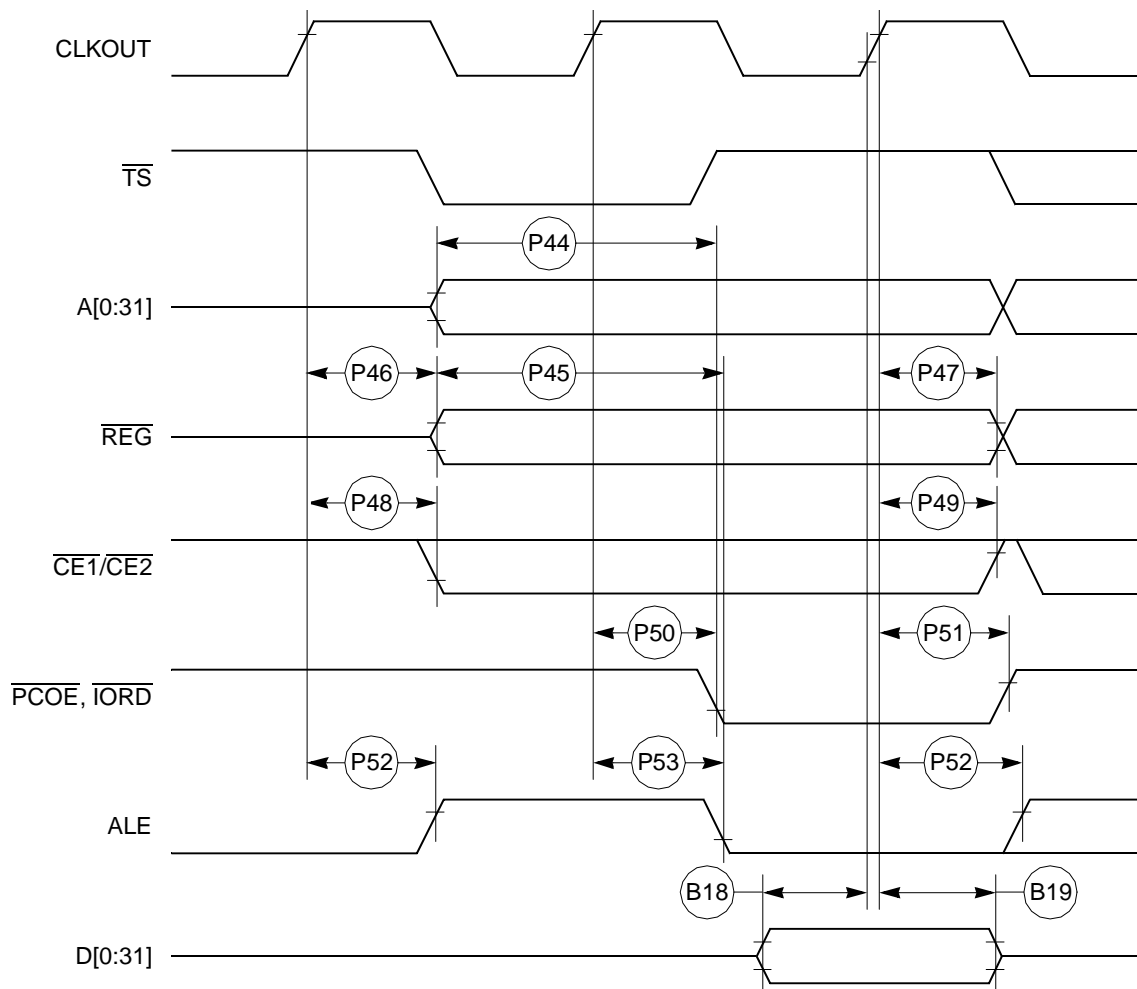 CLKOUT
TS
P44
A[0:31]
P46 P45 P47
REG
P48 P49
CE1/CE2
P50 P51
PCOE, IORD
P52 P53 P52
ALE
B18 B19
D[0:31]